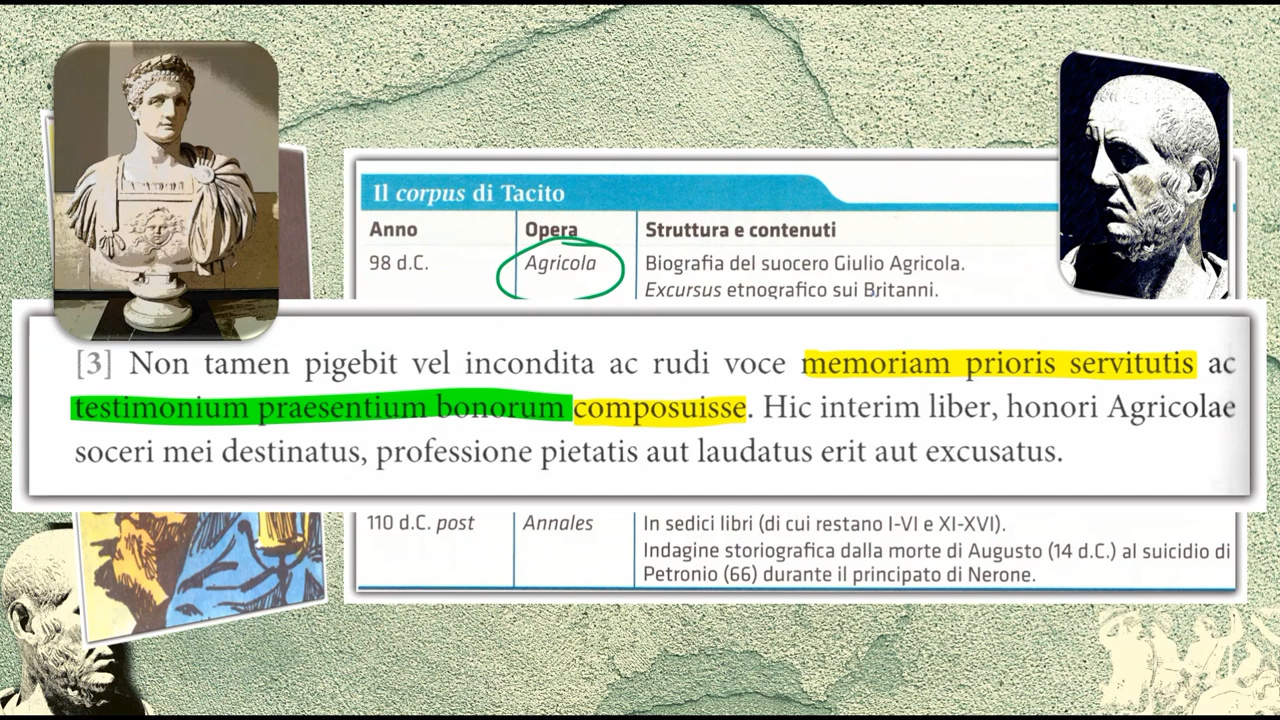 Il corpus di Tacito
Anno Opera Struttura e contenuti
98 d.C. Agricola Biografia del suocero Giulio Agricola.
Excursus etnografico sui Britanni.
[3] Non tamen pigebit vel incondita ac rudi voce memoriam prioris servitutis ac
testimonium praesentium bonorum composuisse. Hic interim liber, honori Agricolae
soceri mei destinatus, professione pietatis aut laudatus erit aut excusatus.
110 d.C. post Annales In sedici libri (di cui restano I-VI e XI-XVI).
Indagine storiografica dalla morte di Augusto (14 d.C.) al suicidio di
Petronio (66) durante il principato di Nerone.